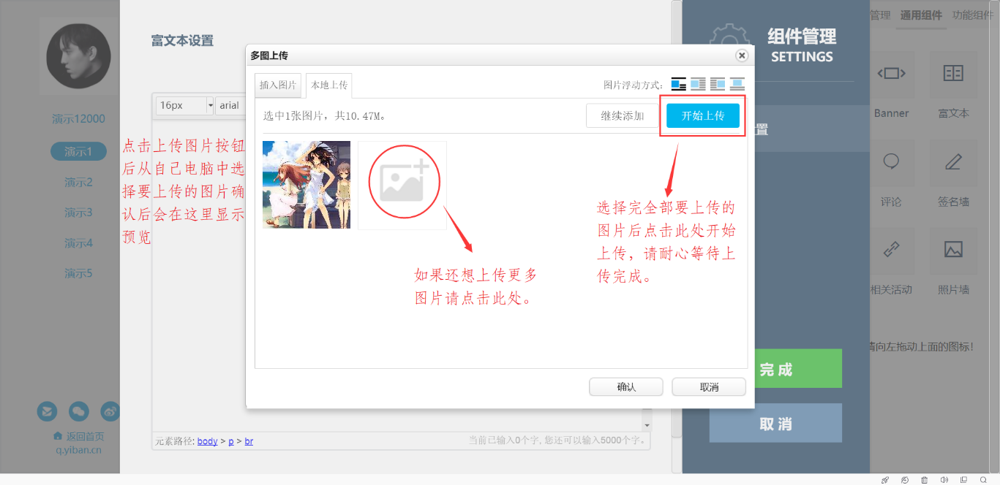 管理 通用组件 功能组件
富文本设置
组件管理
SETTINGS
多图上传
插入图片 本地上传
图片浮动方式:
16px
arial
选中1张图片，共10.47M。
继续添加
开始上传
Banner
富文本
置
演示12000
演示1
演示2
演示3
演示4
演示5
点击上传图片按钮
后从自己电脑中选
择要上传的图片确
认后会在这里显示
预览
选择完全部要上传的
图片后点击此处开始
上传，请耐心等待上
传完成。
如果还想上传更多
图片请点击此处。
评论
签名墙
相关活动
照片墙
请向左拖动上面的图标!
完成
确认
取消
取消
返回首页
q.yiban.cn
元素路径: body > p > br
当前已输入0个字, 您还可以输入5000个字。